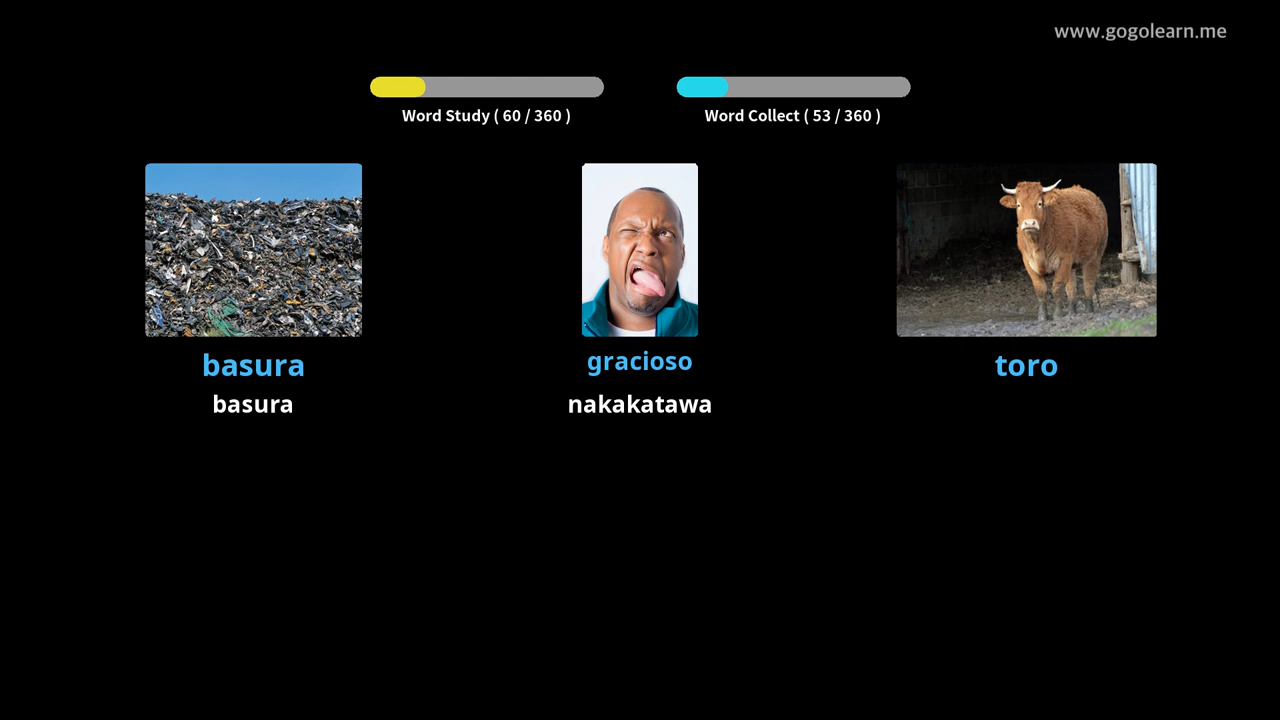 www.gogolearn.me
Word Study ( 60 / 360 )
Word Collect ( 53 / 360 )
basura
basura
gracioso
nakakatawa
toro